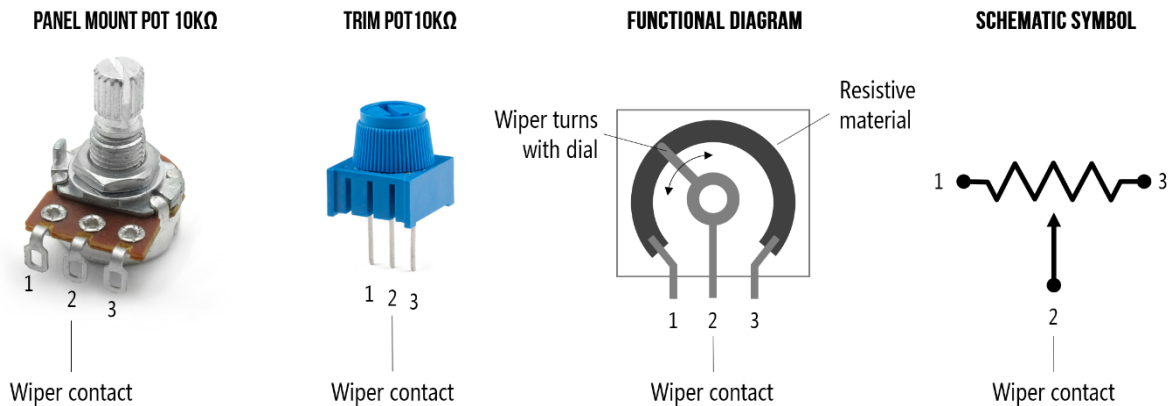 PANEL MOUNT POT 10KΩ
1
2
3
Wiper contact
TRIM POT10KΩ
1 2 3
Wiper contact
FUNCTIONAL DIAGRAM
Wiper turns
with dial
Resistive
material
1 2 3
Wiper contact
SCHEMATIC SYMBOL
1
3
2
Wiper contact